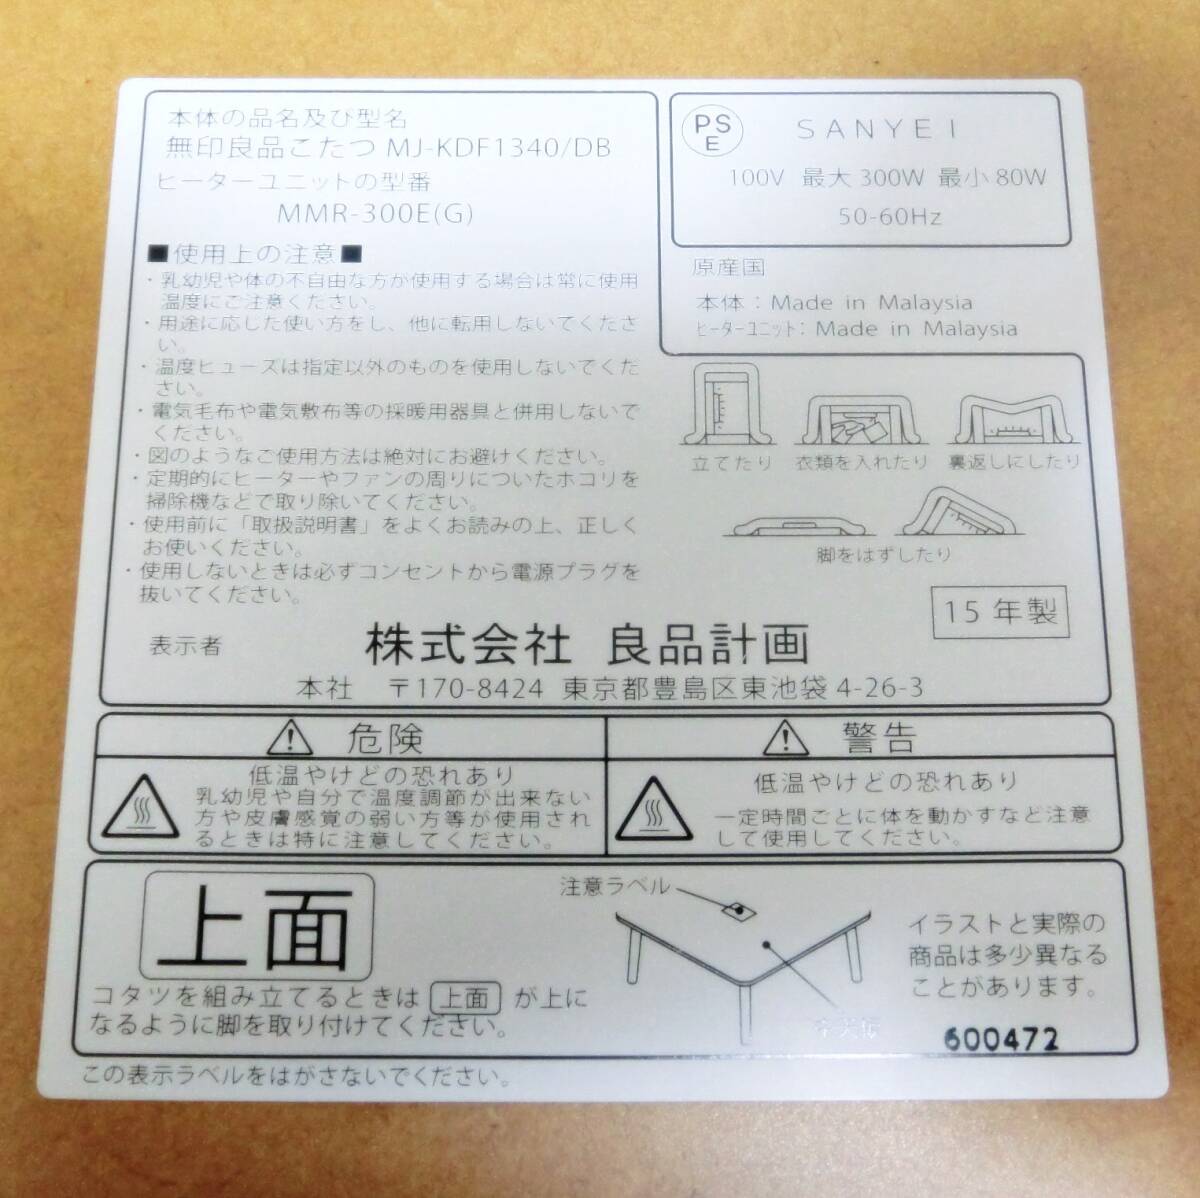 本体の品名及び型名
無印良品こたつ MJ-KDF1340/DB
ヒーターユニットの型番
MMR-300E(G)
■使用上の注意■
・乳幼児や体の不自由な方が使用する場合は常に使用
温度にご注意ください。
・用途に応じた使い方をし、他に転用しないでくださ
い。
・温度ヒューズは指定以外のものを使用しないでくだ
さい。
・電気毛布や電気敷布等の採暖用器具と併用しないで
ください。
・図のようなご使用方法は絶対にお避けください。
・定期的にヒーターやファンの周りについたホコリを
掃除機などで取り除いてください。
・使用前に「取扱説明書」をよくお読みの上、正しく
お使いください。
・使用しないときは必ずコンセントから電源プラグを
抜いてください。
PS
E
SANYEI
100V 最大 300W 最小 80W
50-60Hz
原産国
本体：Made in Malaysia
ヒーターユニット：Made in Malaysia
立てたり 衣類を入れたり 裏返しにしたり
脚をはずしたり
15 年製
表示者 株式会社 良品計画
本社 〒170-8424 東京都豊島区東池袋 4-26-3
危険
低温やけどの恐れあり
乳幼児や自分で温度調節が出来ない
方や皮膚感覚の弱い方等が使用され
るときは特に注意してください。
警告
低温やけどの恐れあり
一定時間ごとに体を動かすなど注意
して使用してください。
上面
コタツを組み立てるときは 上面 が上に
なるように脚を取り付けてください。
注意ラベル
イラストと実際の
商品は多少異なる
ことがあります。
600472
この表示ラベルをはがさないでください。